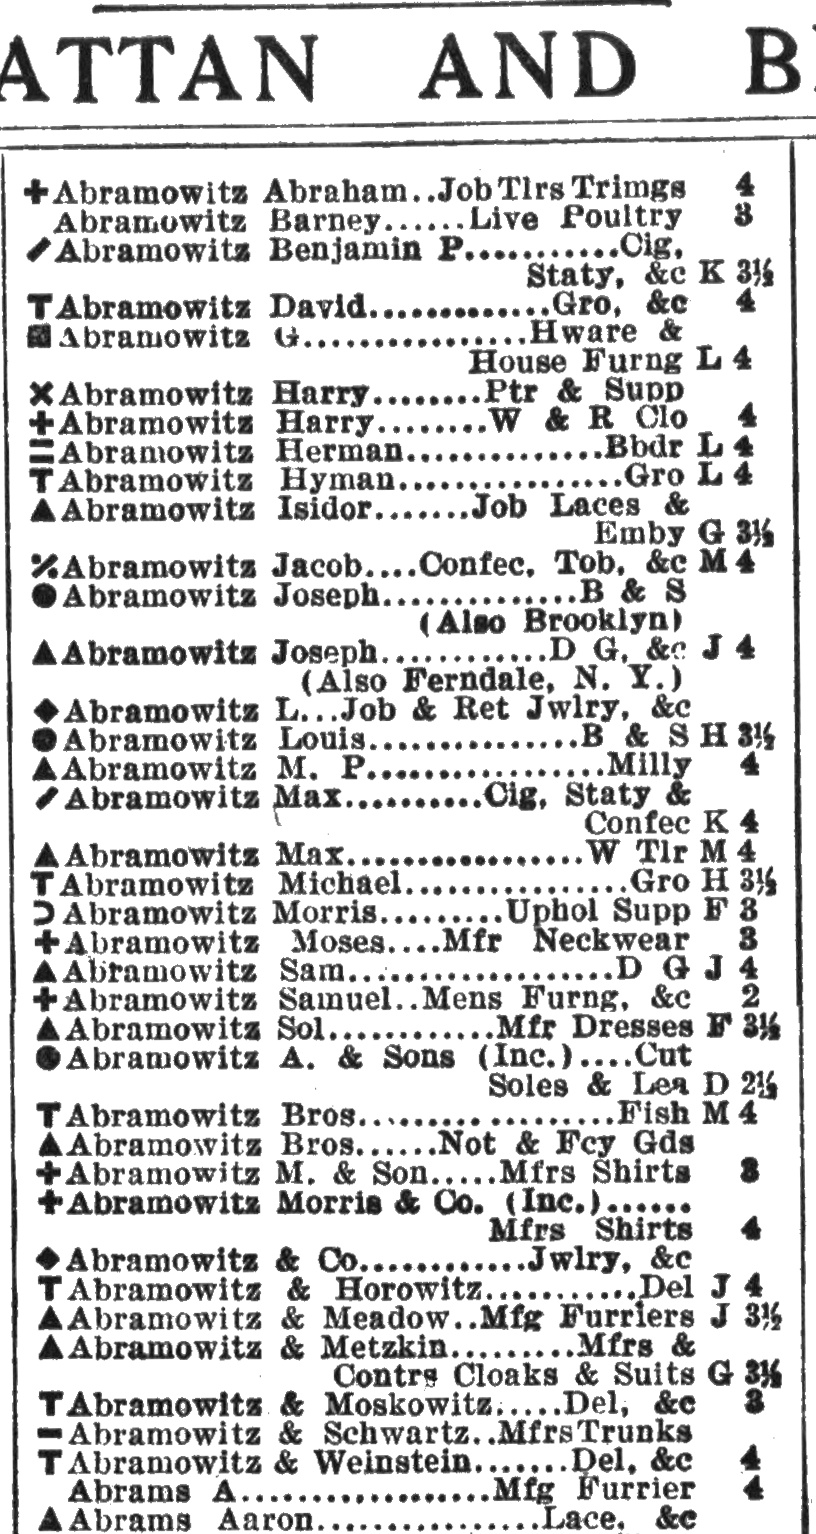 ATTAN AND B
✚ Abramowitz Abraham..Job Tlrs Trimgs 4
Abramowitz Barney......Live Poultry 3
Abramowitz Benjamin P...........Cig,
Staty, &c K 3½
T Abramowitz David.............Gro, &c 4
Abramowitz G................Hware &
House Furng L 4
✕ Abramowitz Harry........Ptr & Supp
✚ Abramowitz Harry........W & R Clo 4
= Abramowitz Herman..............Bbdr L 4
T Abramowitz Hyman................Gro L 4
▲ Abramowitz Isidor.......Job Laces &
Emby G 3½
٪ Abramowitz Jacob....Confec, Tob, &c M 4
● Abramowitz Joseph..............B & S
(Also Brooklyn)
▲ Abramowitz Joseph............D G, &c J 4
(Also Ferndale, N. Y.)
◆ Abramowitz L...Job & Ret Jwlry, &c
● Abramowitz Louis...............B & S H 3½
▲ Abramowitz M. P.................Milly 4
Abramowitz Max..........Cig, Staty &
Confec K 4
▲ Abramowitz Max.................W Tlr M 4
T Abramowitz Michael................Gro H 3½
Ɔ Abramowitz Morris.........Uphol Supp F 3
✚ Abramowitz Moses....Mfr Neckwear 3
▲ Abramowitz Sam...................D G J 4
✚ Abramowitz Samuel..Mens Furng, &c 2
▲ Abramowitz Sol............Mfr Dresses F 3½
● Abramowitz A. & Sons (Inc.)....Cut
Soles & Lea D 2½
T Abramowitz Bros...................Fish M 4
▲ Abramowitz Bros......Not & Fcy Gds
✚ Abramowitz M. & Son.....Mfrs Shirts 3
✚ Abramowitz Morris & Co. (Inc.)......
Mfrs Shirts 4
◆ Abramowitz & Co............Jwlry, &c
T Abramowitz & Horowitz...........Del J 4
▲ Abramowitz & Meadow..Mfg Furriers J 3½
▲ Abramowitz & Metzkin.........Mfrs &
Contrs Cloaks & Suits G 3½
T Abramowitz & Moskowitz.....Del, &c 3
━ Abramowitz & Schwartz..Mfrs Trunks
T Abramowitz & Weinstein.......Del, &c 4
Abrams A...................Mfg Furrier 4
▲ Abrams Aaron................Lace, &c